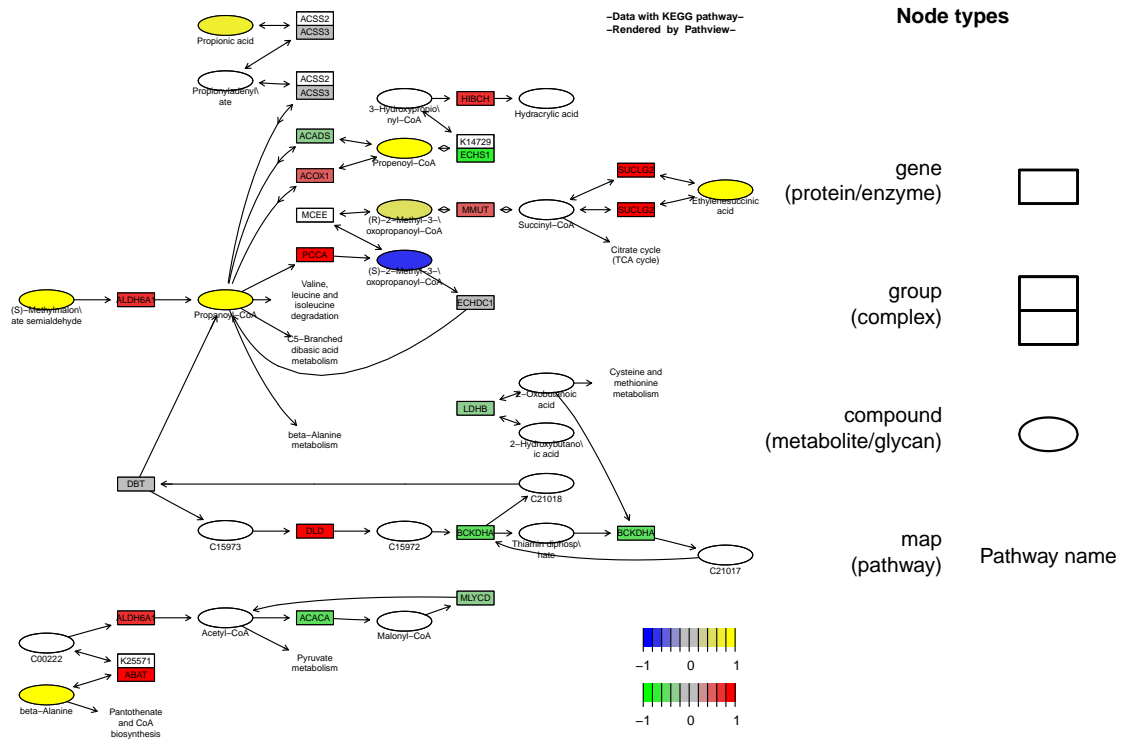 −Data with KEGG pathway−
−Rendered by Pathview−
Node types
gene
(protein/enzyme)
group
(complex)
compound
(metabolite/glycan)
map
(pathway)
Pathway name
ACSS2
ACSS3
Propionic acid
ACSS2
ACSS3
Propionyladenyl\
ate
3−Hydroxypropio\
nyl−CoA
HIBCH
Hydracrylic acid
ACADS
Propenoyl−CoA
K14729
ECHS1
ACOX1
SUCLG2
Ethylenesuccinic
acid
MCEE
(R)−2−Methyl−3−\
oxopropanoyl−CoA
MMUT
Succinyl−CoA
SUCLG2
Citrate cycle
(TCA cycle)
PCCA
(S)−2−Methyl−3−\
oxopropanoyl−CoA
Valine,
leucine and
isoleucine
degradation
(S)−Methylmalon\
ate semialdehyde
ALDH6A1
Propanoyl−CoA
ECHDC1
C5−Branched
dibasic acid
metabolism
beta−Alanine
metabolism
2−Oxobutanoic
acid
Cysteine and
methionine
metabolism
LDHB
2−Hydroxybutano\
ic acid
DBT
C21018
C15973
DLD
C15972
BCKDHA
Thiamin diphosp\
hate
BCKDHA
C21017
MLYCD
ALDH6A1
Acetyl−CoA
ACACA
Malonyl−CoA
C00222
Pyruvate
metabolism
K25571
ABAT
beta−Alanine
Pantothenate
and CoA
biosynthesis
−1 0 1
−1 0 1